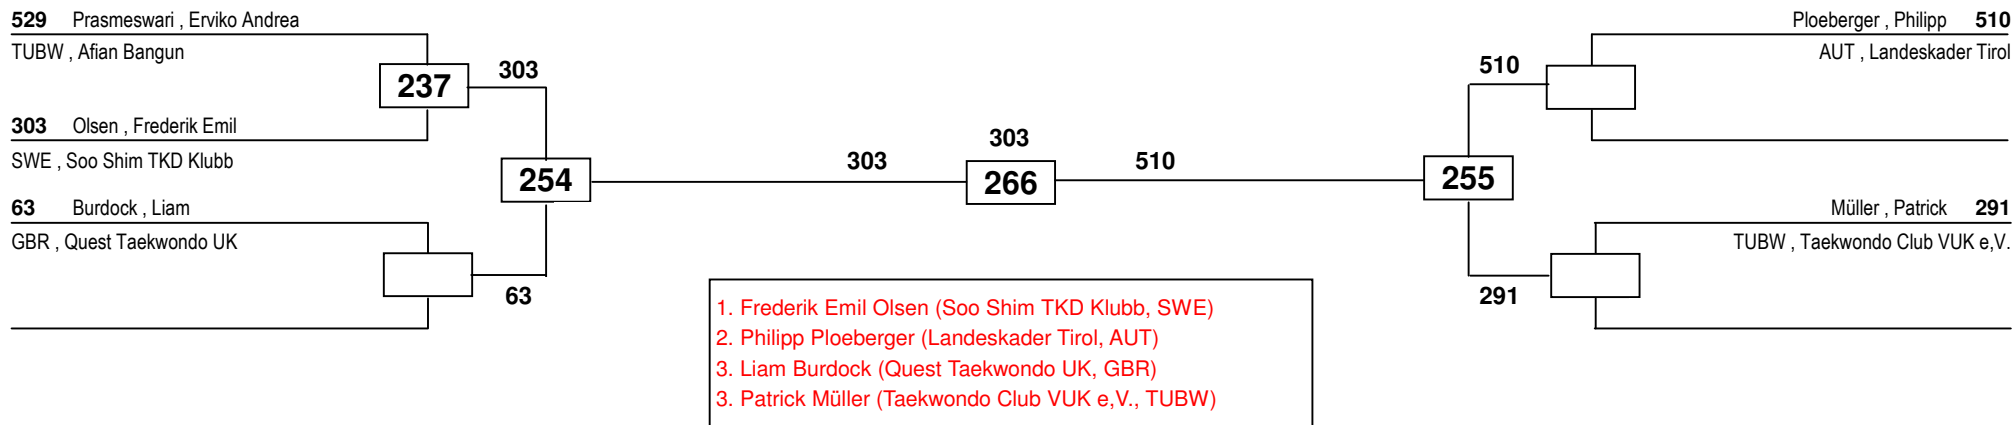 529 Prasmeswari , Erviko Andrea
TUBW , Afian Bangun
237
303
303 Olsen , Frederik Emil
SWE , Soo Shim TKD Klubb
254
63 Burdock , Liam
GBR , Quest Taekwondo UK
63
303
303
266
510
Ploeberger , Philipp 510
AUT , Landeskader Tirol
510
255
Müller , Patrick 291
TUBW , Taekwondo Club VUK e,V.
291
1. Frederik Emil Olsen (Soo Shim TKD Klubb, SWE)
2. Philipp Ploeberger (Landeskader Tirol, AUT)
3. Liam Burdock (Quest Taekwondo UK, GBR)
3. Patrick Müller (Taekwondo Club VUK e,V., TUBW)